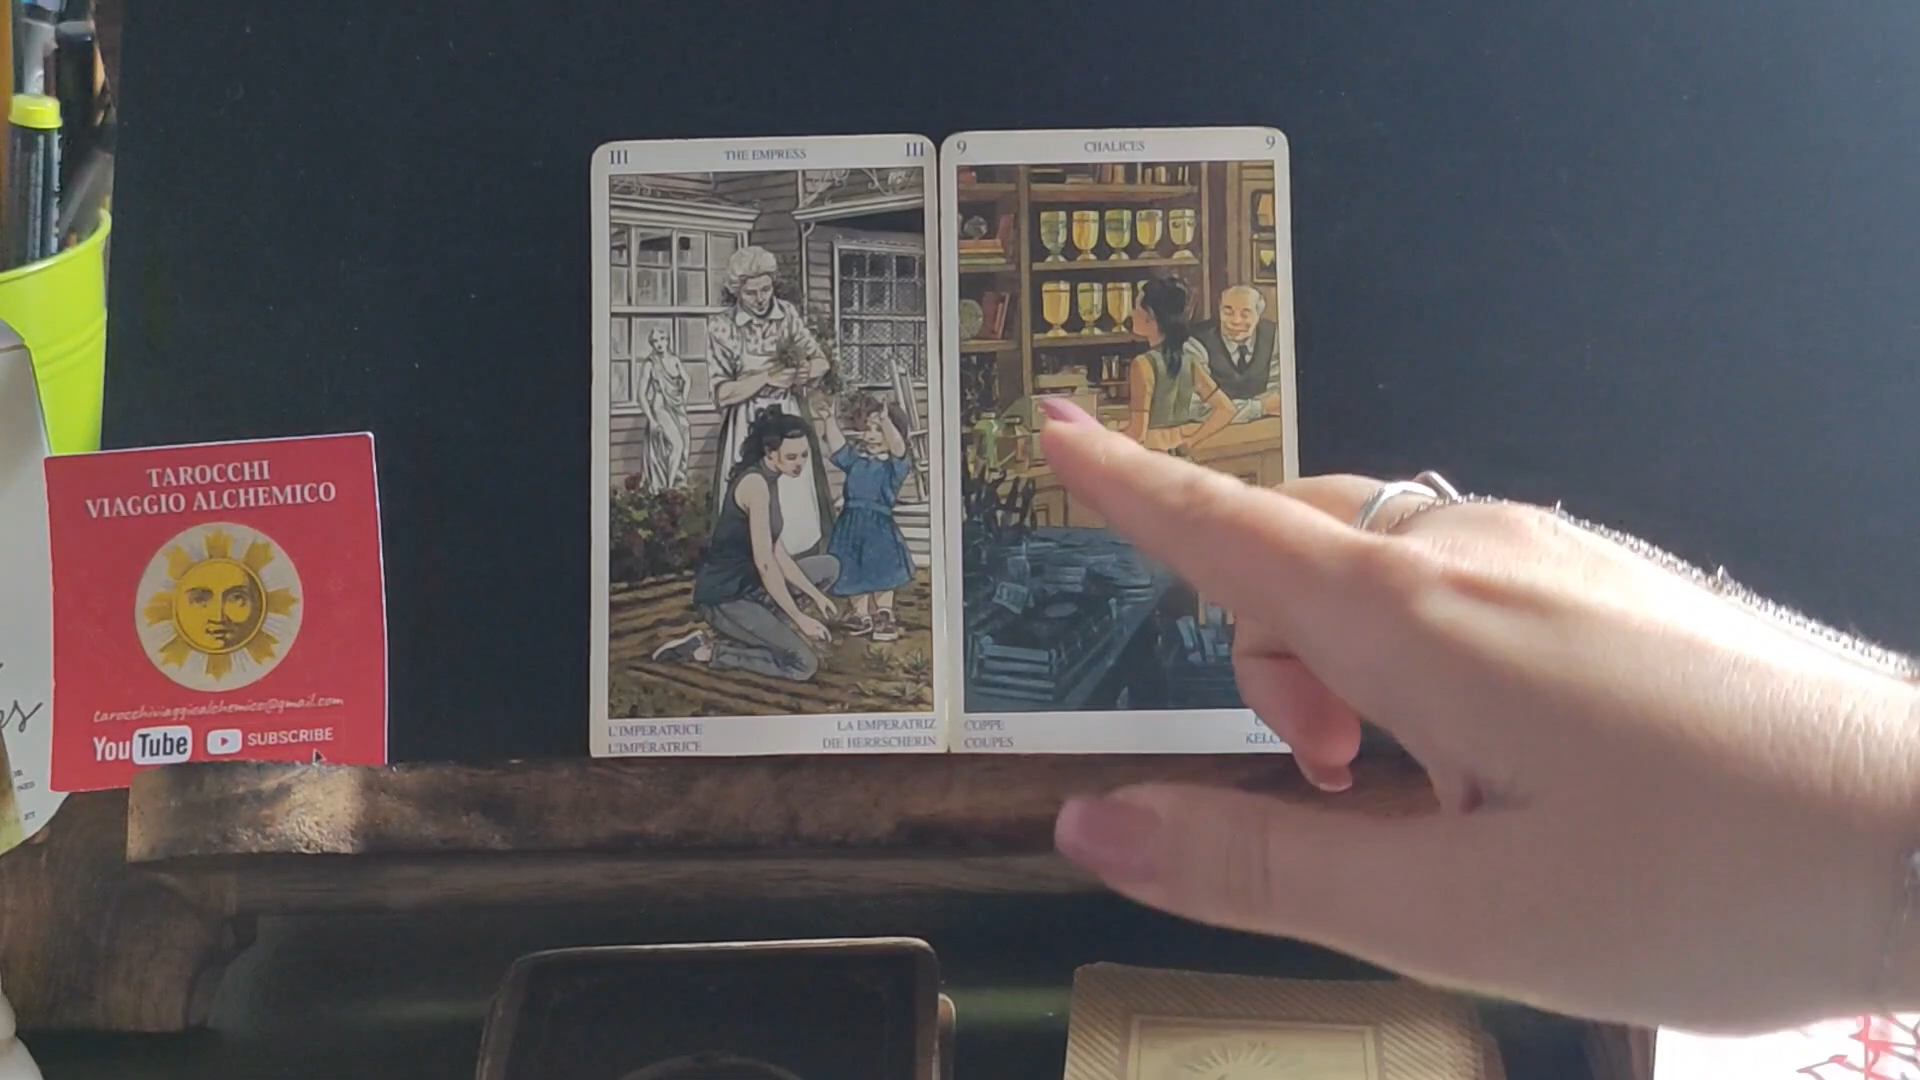 TAROCCHI
VIAGGIO ALCHEMICO
tarocchiviaggioalchemico@gmail.com
YouTube SUBSCRIBE
III THE EMPRESS III
L'IMPERATRICE LA EMPERATRIZ
L'IMPÉRATRICE DIE HERRSCHERIN
9 CHALICES 9
COPPE
COUPES